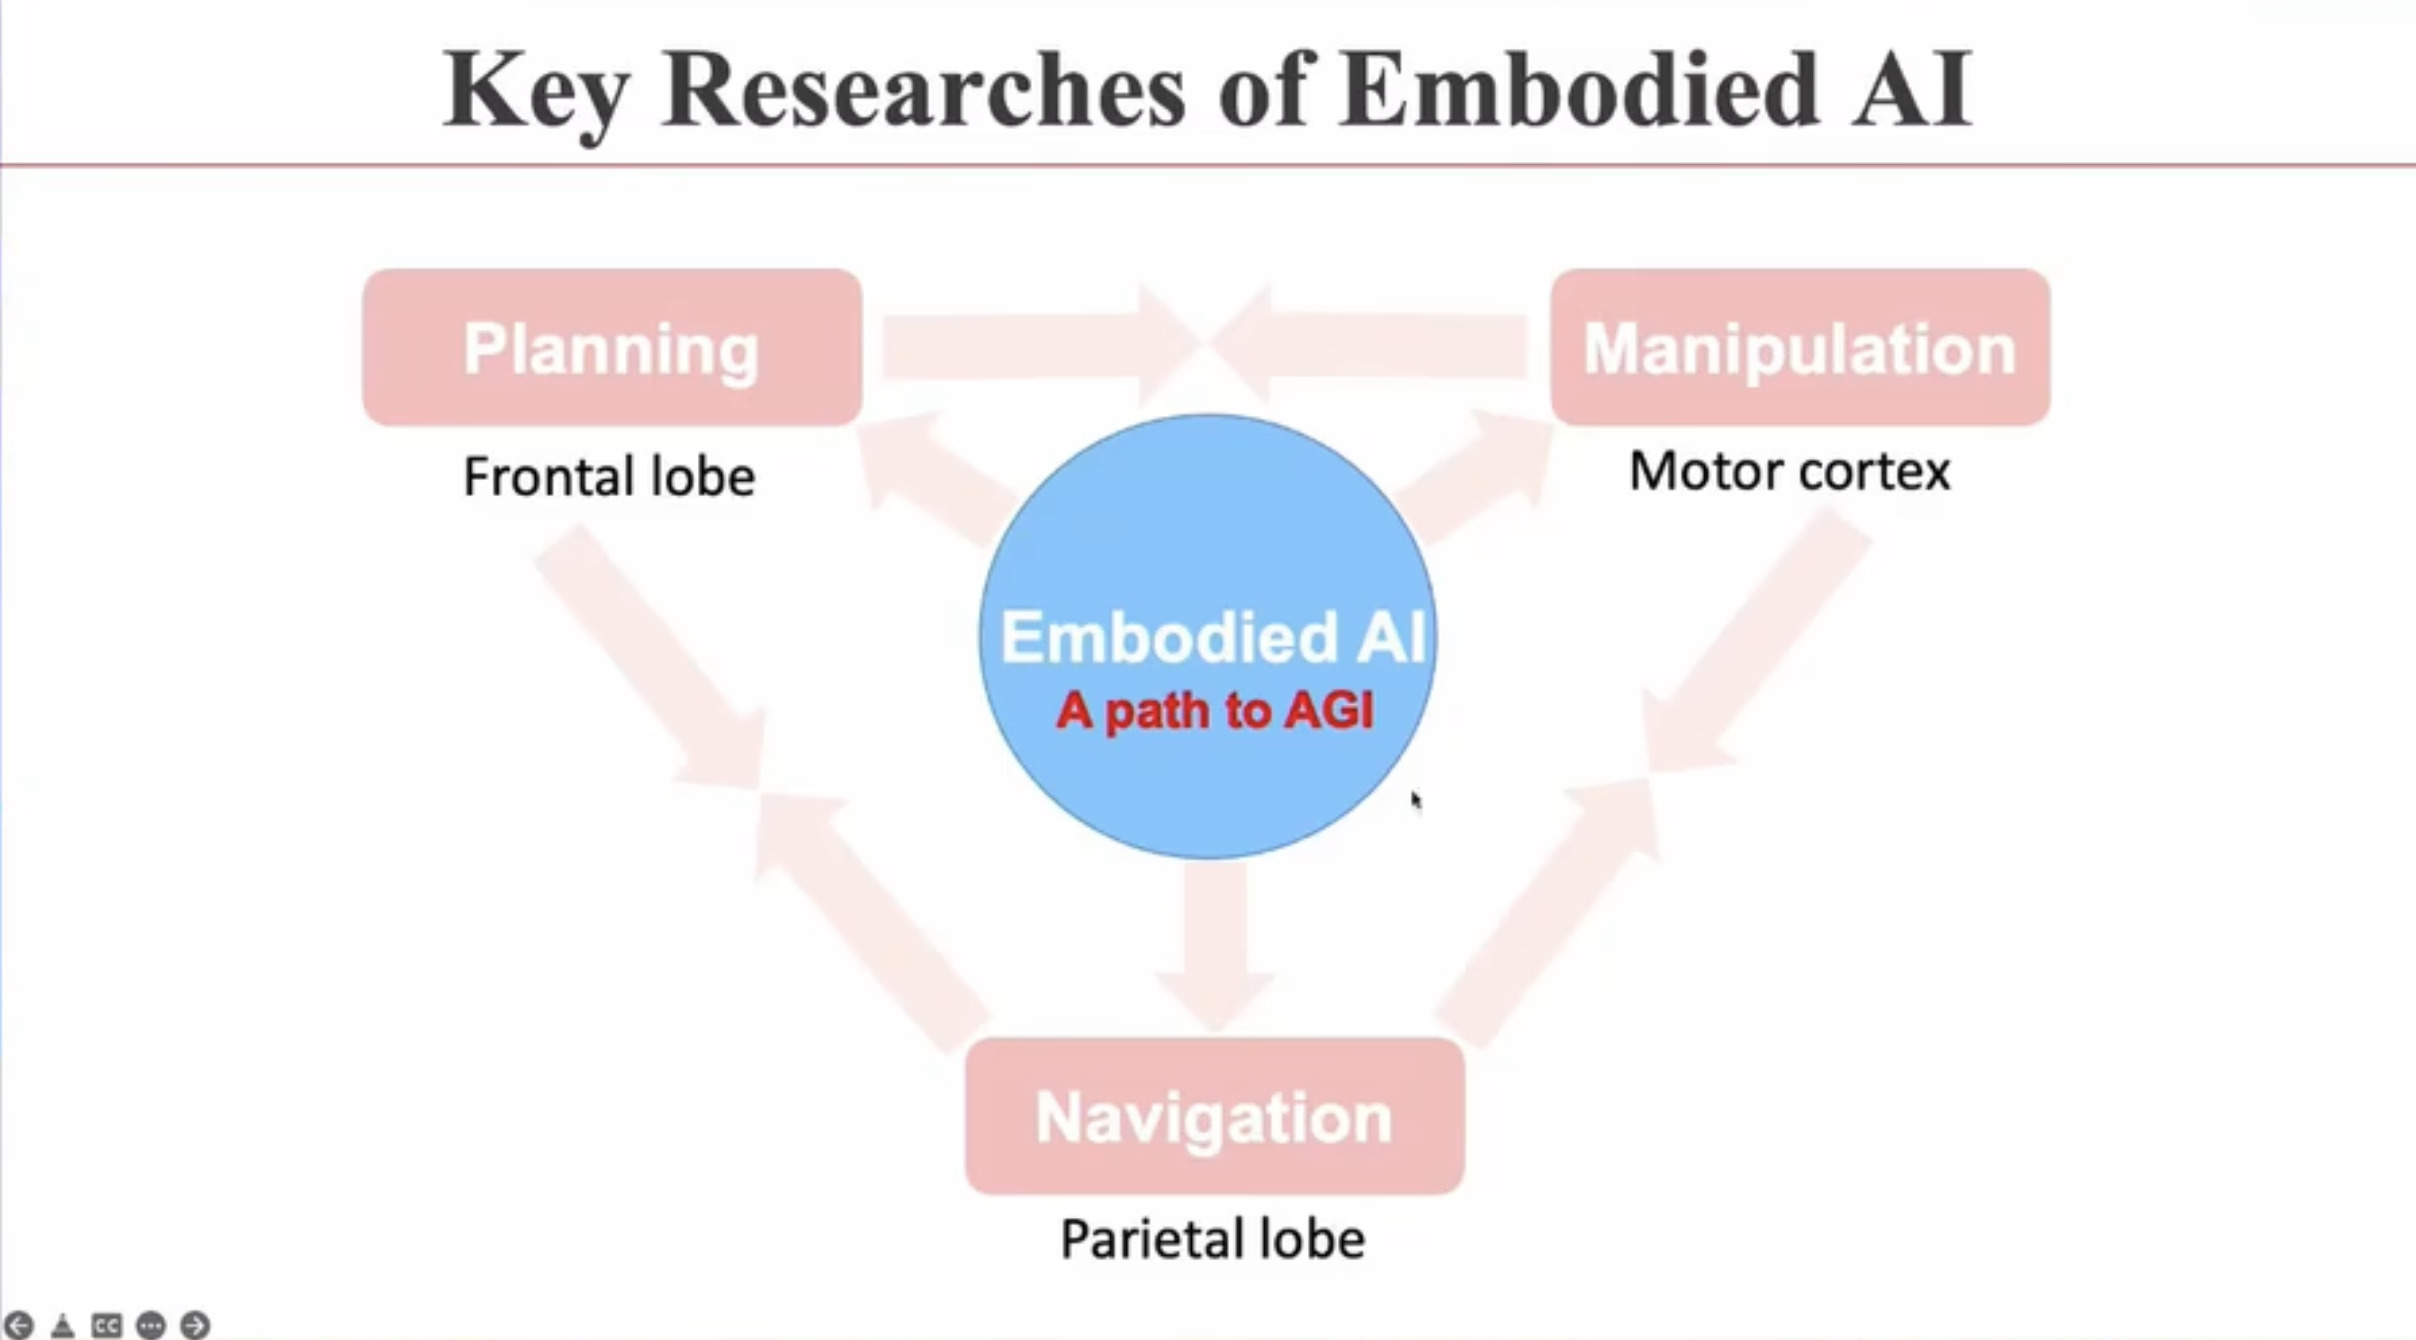 Key Researches of Embodied AI
Planning
Manipulation
Frontal lobe
Motor cortex
Embodied AI
A path to AGI
Navigation
Parietal lobe
CC